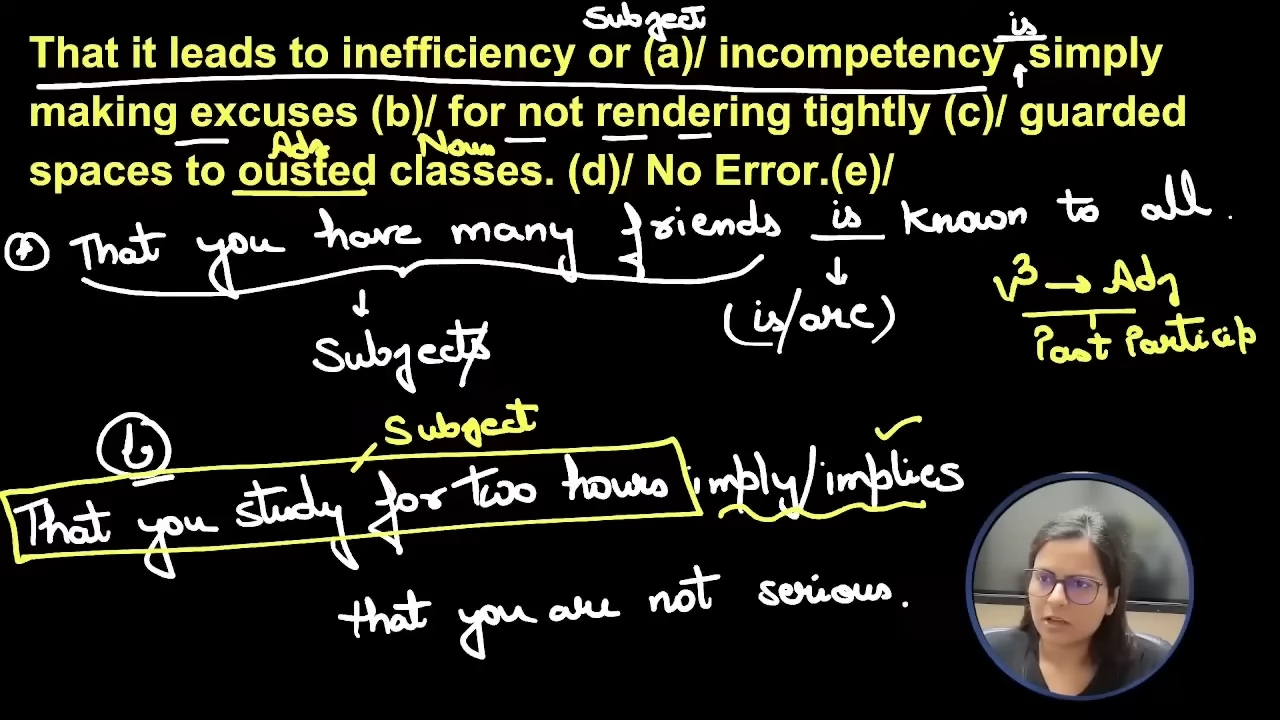 Subject
is
That it leads to inefficiency or (a)/ incompetency simply
making excuses (b)/ for not rendering tightly (c)/ guarded
Adj Noun
spaces to ousted classes. (d)/ No Error.(e)/
That you have many friends is known to all.
V3 → Adj
(is/are)
Past Particip
Subjects
b
Subject
That you study for two hours imply/implies
that you are not serious.